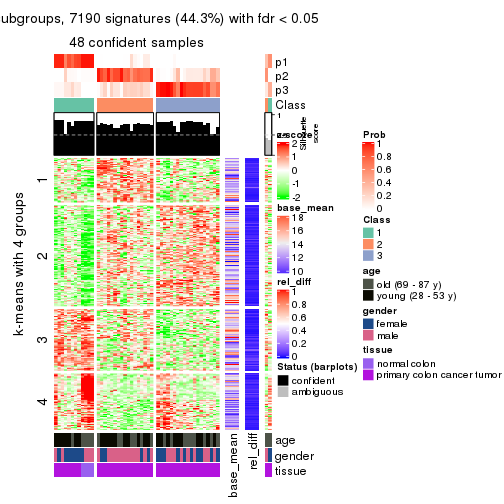 ubgroups, 7190 signatures (44.3%) with fdr < 0.05
48 confident samples
p1
p2
p3
Class
1
Silhouette
score
z-score
2
-2
k-means with 4 groups
1
2
3
4
base_mean
18
16
14
12
10
rel_diff
1
0.8
0.6
0.4
0.2
0
Status (barplots)
confident
ambiguous
Prob
1
0.8
0.6
0.4
0.2
0
Class
1
2
3
age
old (69 - 87 y)
young (28 - 53 y)
gender
female
male
tissue
normal colon
primary colon cancer tumor
age
gender
tissue
base_mean
rel_diff